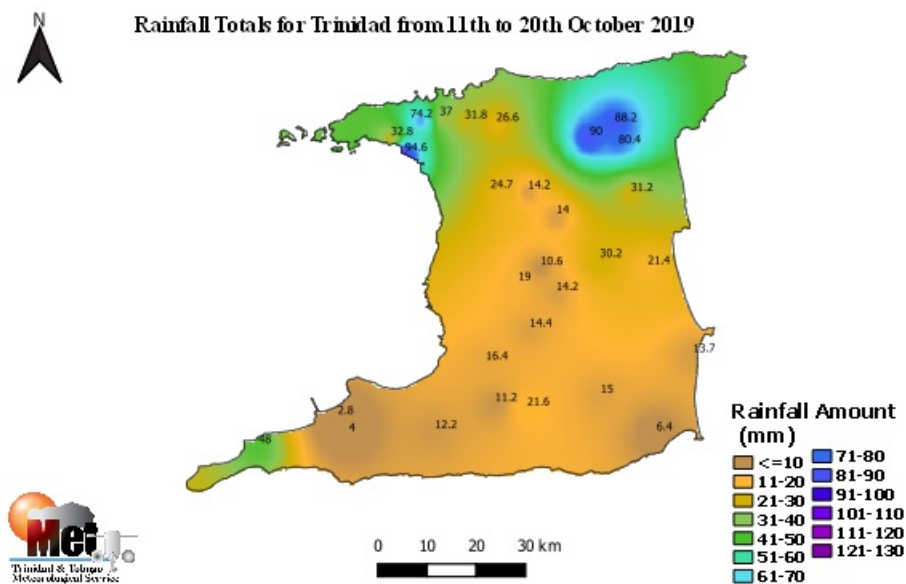 N
Rainfall Totals for Trinidad from 11th to 20th October 2019
74.2 37 31.8 26.6 88.2
32.8 90 80.4
94.6
24.7 14.2 31.2
14
30.2
10.6 21.4
19
14.2
14.4
16.4 13.7
15
11.2 21.6
2.8
4 12.2 6.4
48
Rainfall Amount
(mm)
<=10
11-20
21-30
31-40
41-50
51-60
61-70
71-80
81-90
91-100
101-110
111-120
121-130
Met
Trinidad & Tobago
Meteorological Service
0 10 20 30 km